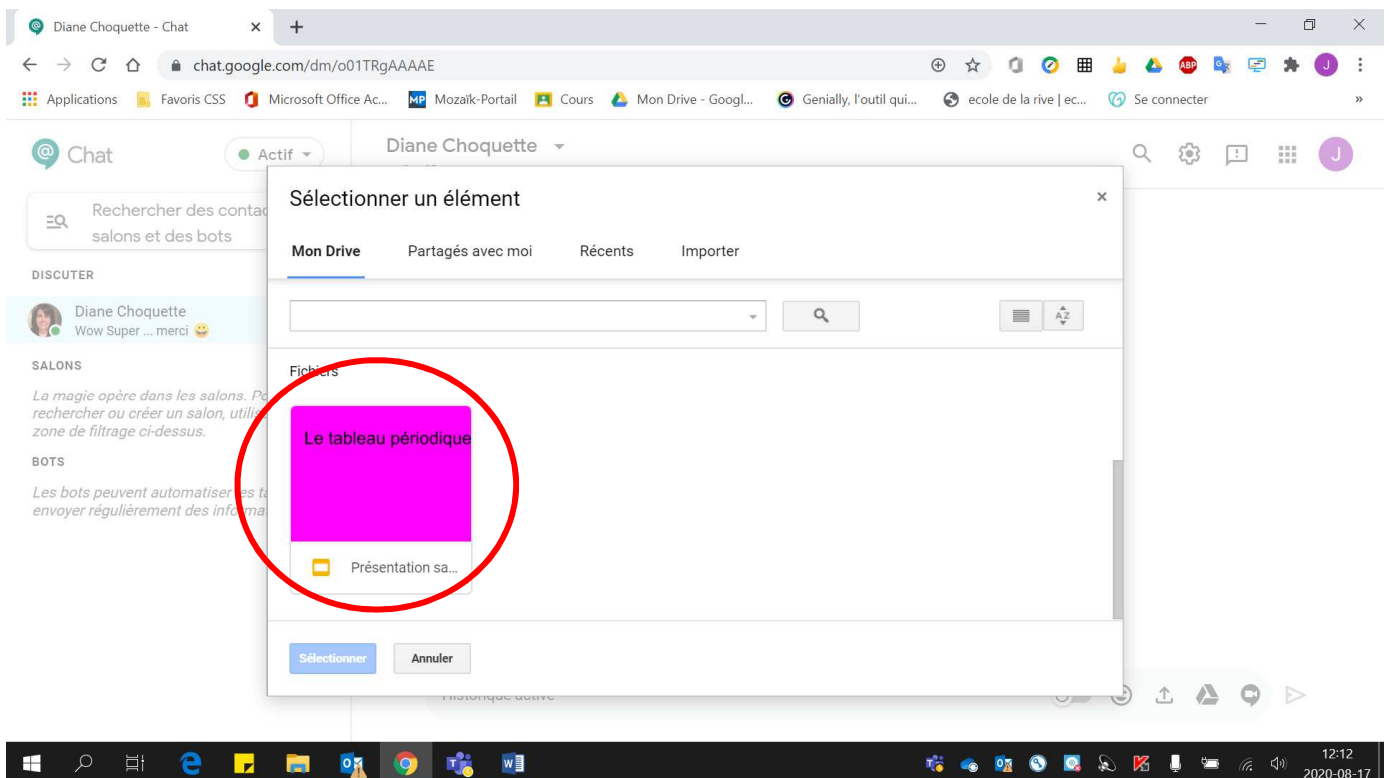 Diane Choquette - Chat
chat.google.com/dm/o01TRgAAAAE
ABP
J
Applications Favoris CSS Microsoft Office Ac... MP Mozaïk-Portail Cours Mon Drive - Googl... Genially, l'outil qui... ecole de la rive | ec... Se connecter »
Chat Actif
Diane Choquette
J
Sélectionner un élément
Rechercher des contac
salons et des bots
Mon Drive Partagés avec moi Récents Importer
DISCUTER
Diane Choquette
Wow Super ... merci
AZ
SALONS
Fichiers
La magie opère dans les salons. Po
rechercher ou créer un salon, utilis
zone de filtrage ci-dessus.
Le tableau périodique
BOTS
Les bots peuvent automatiser es ta
envoyer régulièrement des informa
Présentation sa...
Sélectionner Annuler
12:12
2020-08-17